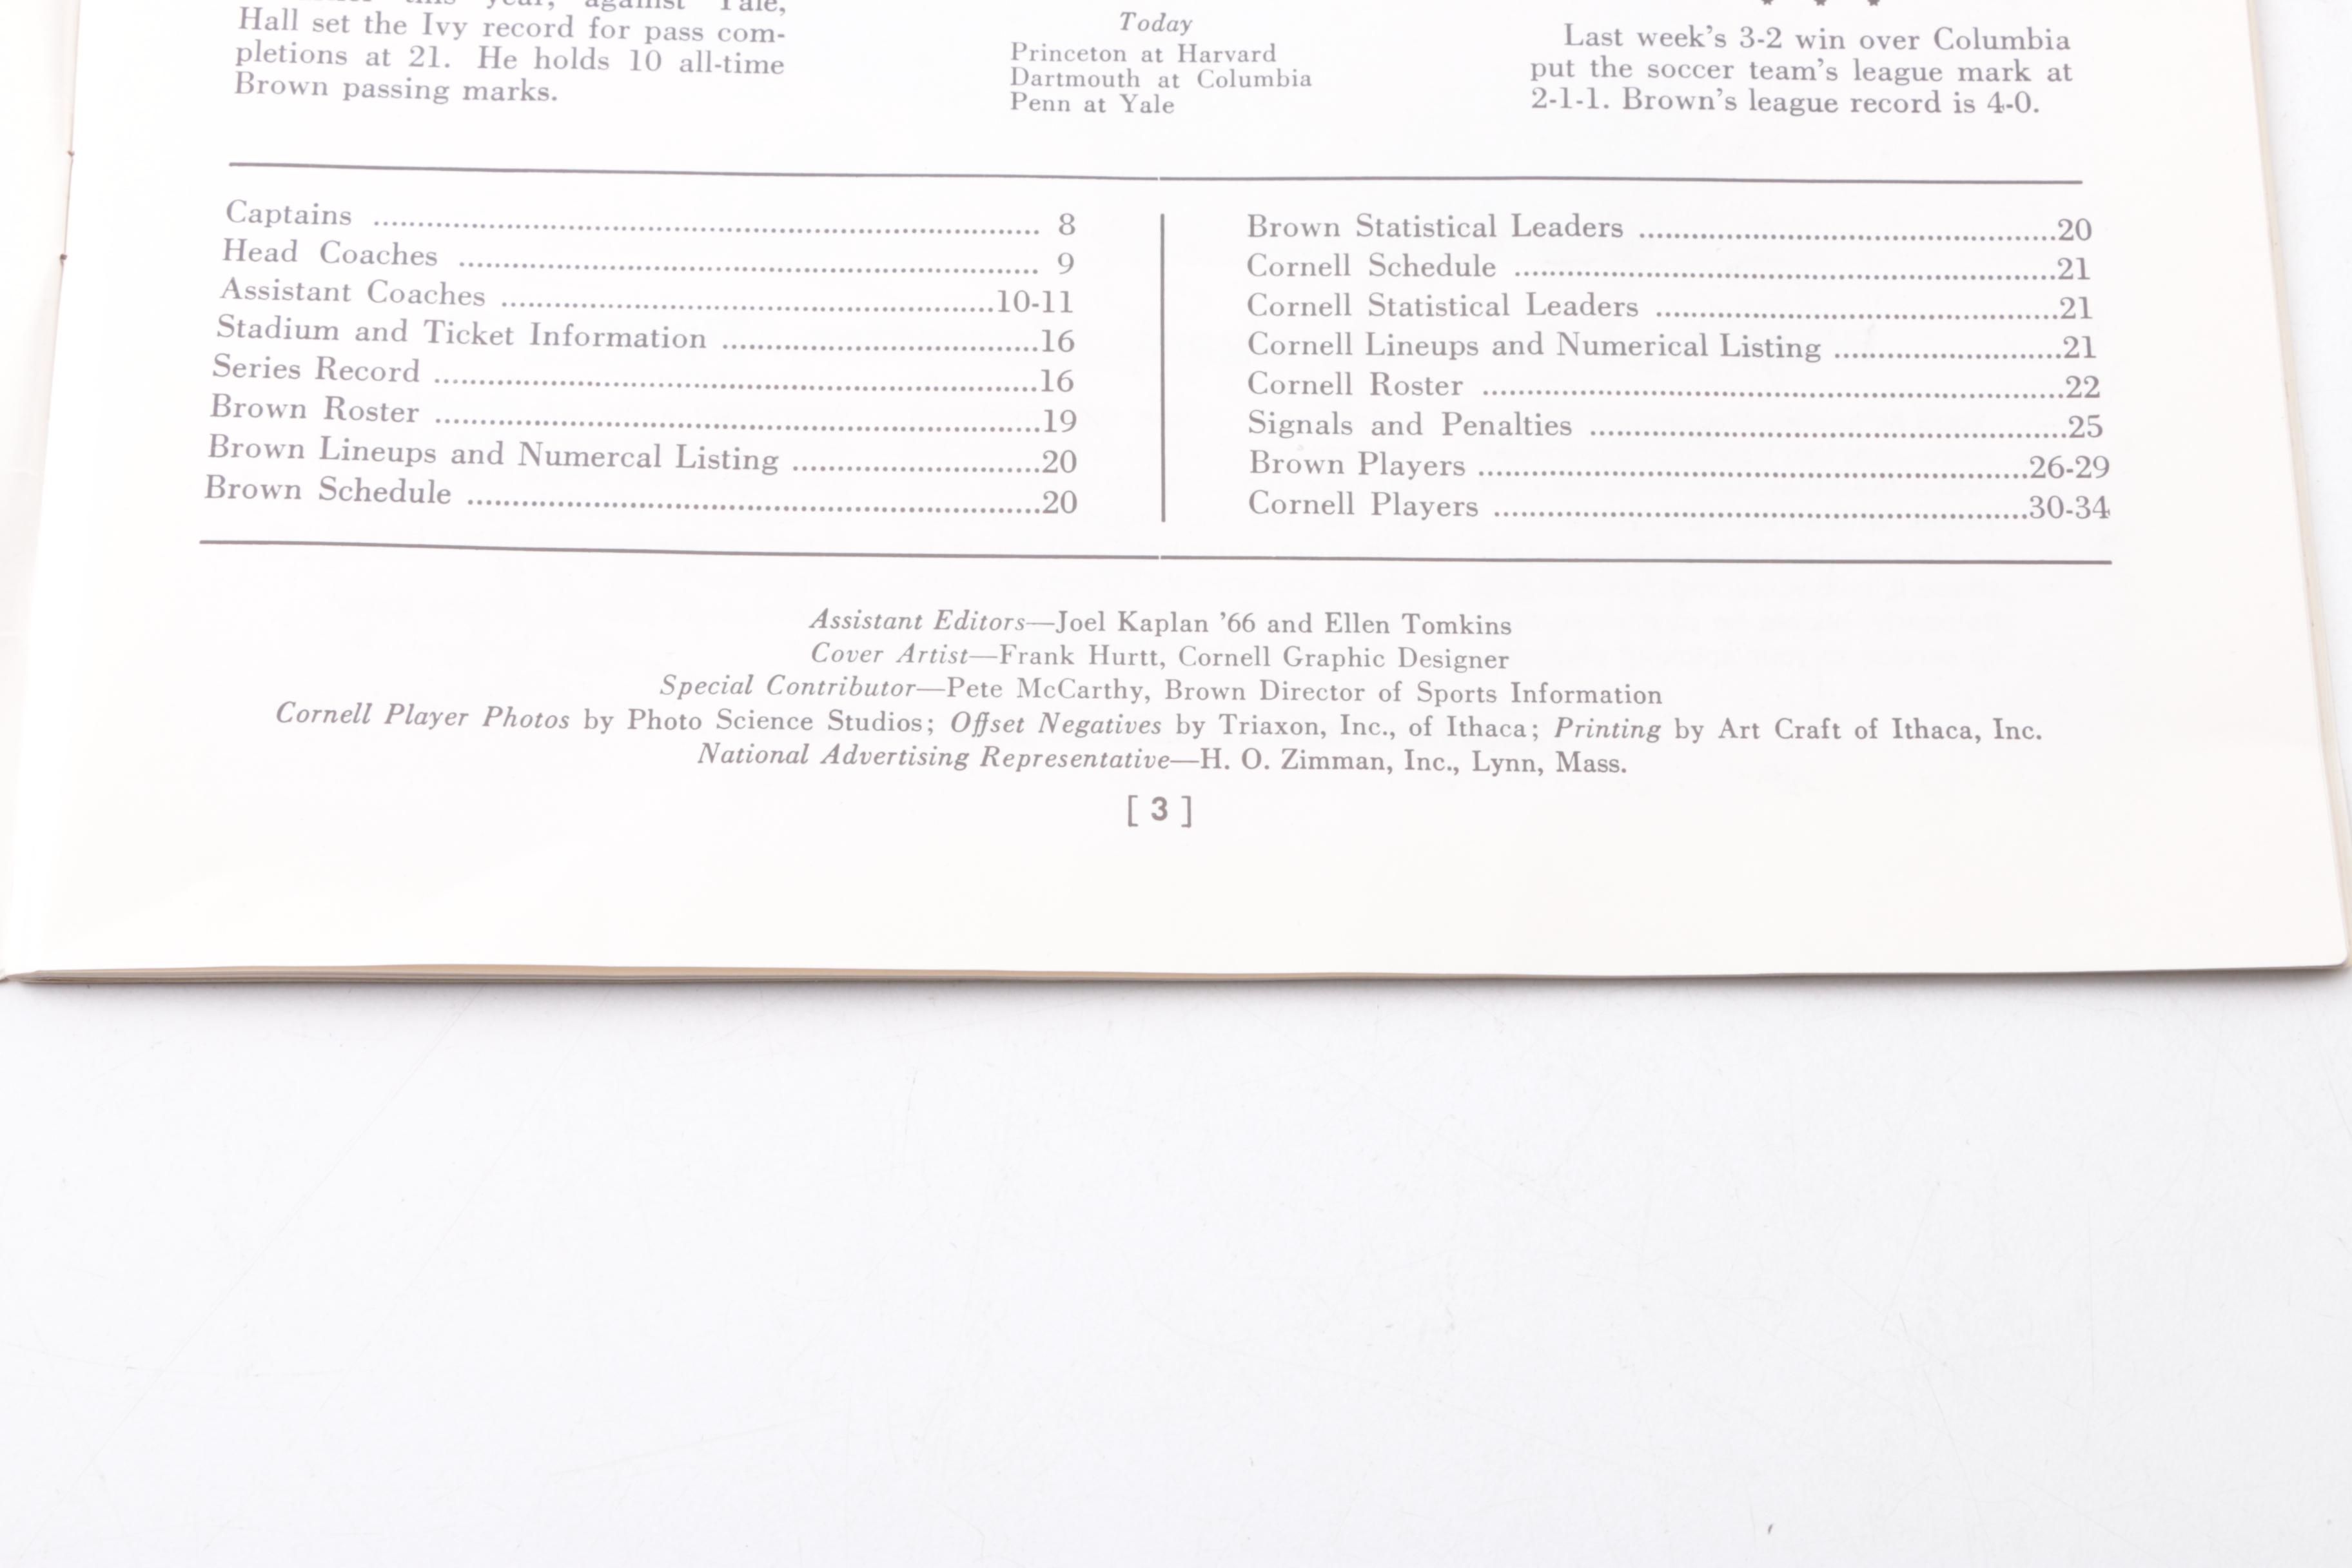 year, against Yale,
Hall set the Ivy record for pass com-
pletions at 21. He holds 10 all-time
Brown passing marks.
Today
Princeton at Harvard
Dartmouth at Columbia
Penn at Yale
* * *
Last week's 3-2 win over Columbia
put the soccer team's league mark at
2-1-1. Brown's league record is 4-0.
Captains ........................................ 8
Head Coaches ........................................ 9
Assistant Coaches ........................................10-11
Stadium and Ticket Information ........................................16
Series Record ........................................16
Brown Roster ........................................19
Brown Lineups and Numercal Listing ........................................20
Brown Schedule ........................................20
Brown Statistical Leaders ........................................20
Cornell Schedule ........................................21
Cornell Statistical Leaders ........................................21
Cornell Lineups and Numerical Listing ........................................21
Cornell Roster ........................................22
Signals and Penalties ........................................25
Brown Players ........................................26-29
Cornell Players ........................................30-34
Assistant Editors—Joel Kaplan '66 and Ellen Tomkins
Cover Artist—Frank Hurtt, Cornell Graphic Designer
Special Contributor—Pete McCarthy, Brown Director of Sports Information
Cornell Player Photos by Photo Science Studios; Offset Negatives by Triaxon, Inc., of Ithaca; Printing by Art Craft of Ithaca, Inc.
National Advertising Representative—H. O. Zimman, Inc., Lynn, Mass.
[ 3 ]